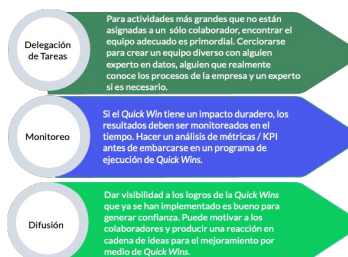 Delegación
de Tareas
Para actividades más grandes que no están
asignadas a un sólo colaborador, encontrar el
equipo adecuado es primordial. Cerciorarse
para crear un equipo diverso con alguien
experto en datos, alguien que realmente
conoce los procesos de la empresa y un experto
si es necesario.
Monitoreo
Si el Quick Win tiene un impacto duradero, los
resultados deben ser monitoreados en el
tiempo. Hacer un análisis de métricas / KPI
antes de embarcarse en un programa de
ejecución de Quick Wins.
Difusión
Dar visibilidad a los logros de la Quick Wins
que ya se han implementado es bueno para
generar confianza. Puede motivar a los
colaboradores y producir una reacción en
cadena de ideas para el mejoramiento por
medio de Quick Wins.